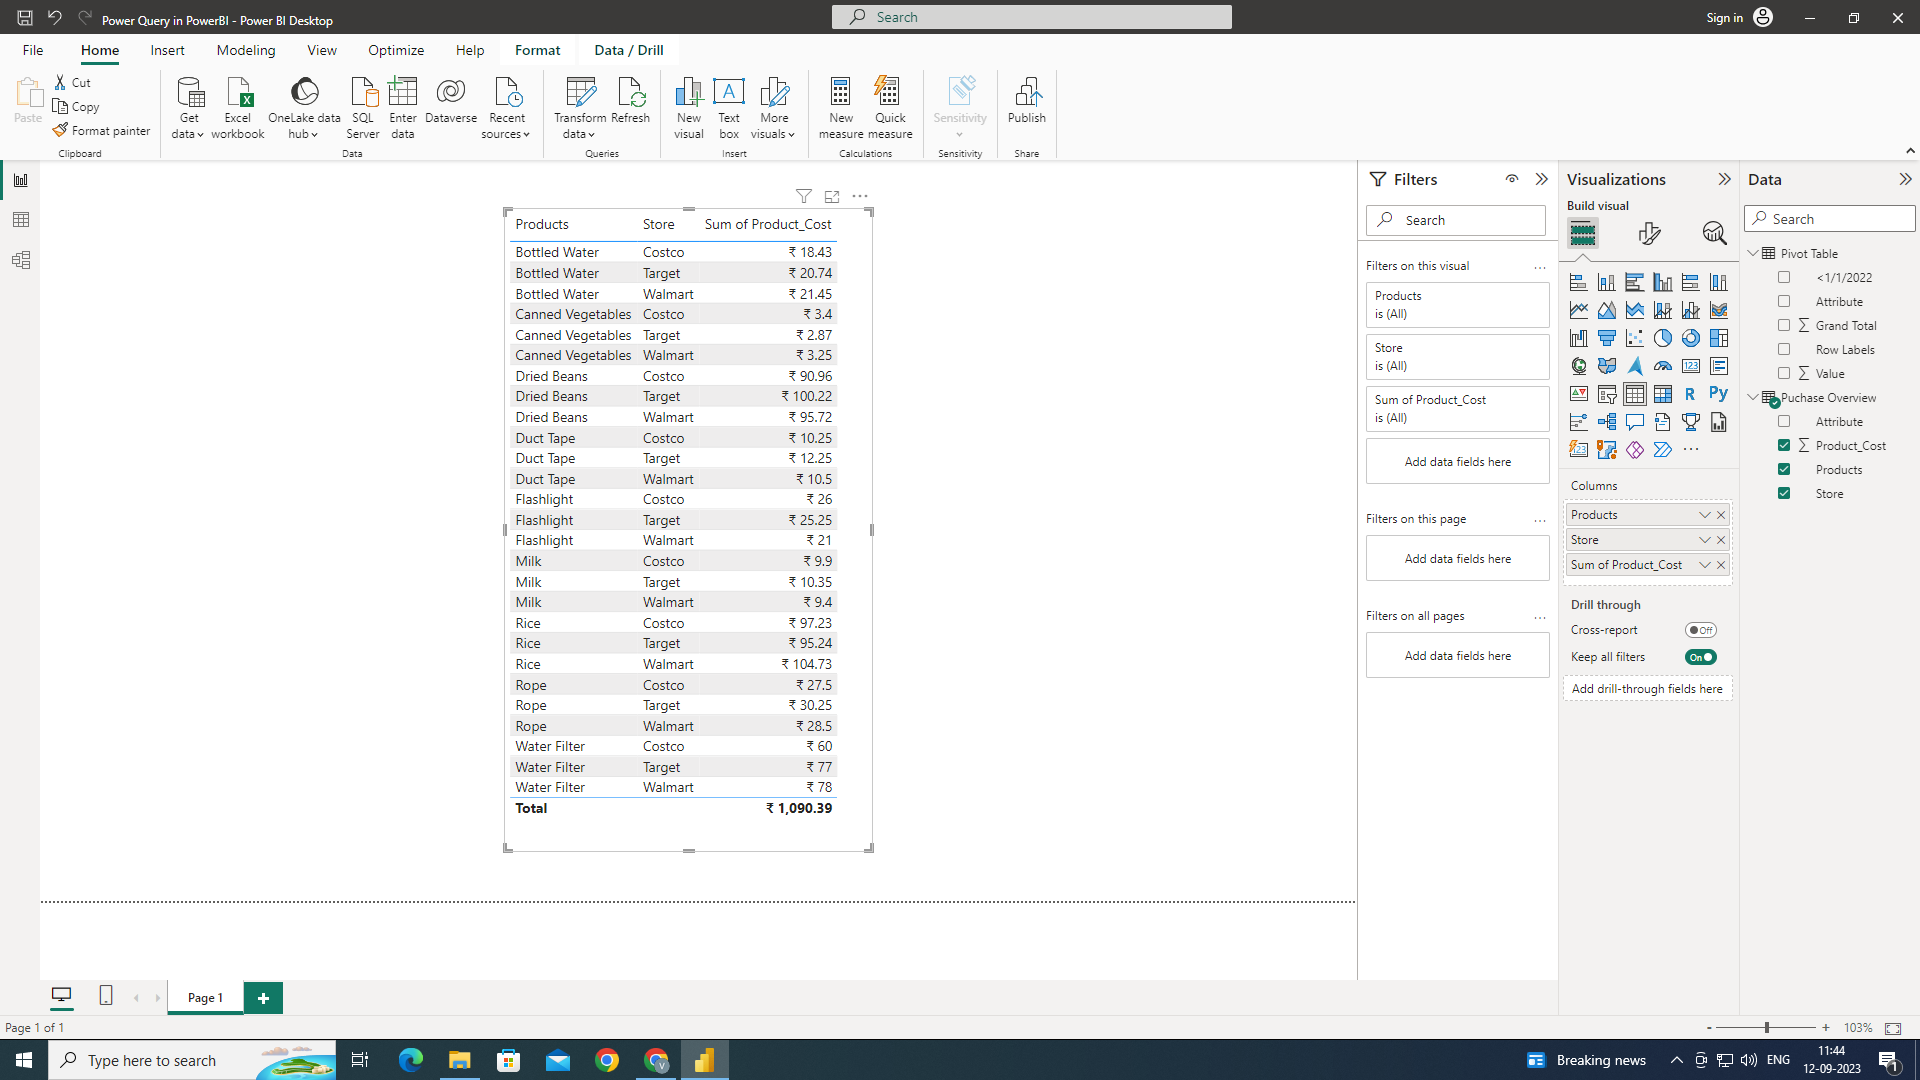 Power Query in PowerBI - Power BI Desktop
Search
Sign in
File Home Insert Modeling View Optimize Help Format Data / Drill
Paste
Cut
Copy
Format painter
Clipboard
Get data
Excel workbook
OneLake data hub
SQL Server
Enter data
Dataverse
Recent sources
Data
Transform data
Refresh
Queries
New visual
Text box
More visuals
Insert
New measure
Quick measure
Calculations
Sensitivity
Sensitivity
Publish
Share
Products Store Sum of Product_Cost
Bottled Water Costco ₹ 18.43
Bottled Water Target ₹ 20.74
Bottled Water Walmart ₹ 21.45
Canned Vegetables Costco ₹ 3.4
Canned Vegetables Target ₹ 2.87
Canned Vegetables Walmart ₹ 3.25
Dried Beans Costco ₹ 90.96
Dried Beans Target ₹ 100.22
Dried Beans Walmart ₹ 95.72
Duct Tape Costco ₹ 10.25
Duct Tape Target ₹ 12.25
Duct Tape Walmart ₹ 10.5
Flashlight Costco ₹ 26
Flashlight Target ₹ 25.25
Flashlight Walmart ₹ 21
Milk Costco ₹ 9.9
Milk Target ₹ 10.35
Milk Walmart ₹ 9.4
Rice Costco ₹ 97.23
Rice Target ₹ 95.24
Rice Walmart ₹ 104.73
Rope Costco ₹ 27.5
Rope Target ₹ 30.25
Rope Walmart ₹ 28.5
Water Filter Costco ₹ 60
Water Filter Target ₹ 77
Water Filter Walmart ₹ 78
Total ₹ 1,090.39
Filters
Search
Filters on this visual
Products
is (All)
Store
is (All)
Sum of Product_Cost
is (All)
Add data fields here
Filters on this page
Add data fields here
Filters on all pages
Add data fields here
Visualizations
Build visual
R Py
123
123
Columns
Products
Store
Sum of Product_Cost
Drill through
Cross-report Off
Keep all filters On
Add drill-through fields here
Data
Search
Pivot Table
<1/1/2022
Attribute
Σ Grand Total
Row Labels
Σ Value
Puchase Overview
Attribute
Σ Product_Cost
Products
Store
Page 1
Page 1 of 1
- + 103%
Type here to search
Breaking news
ENG
11:44
12-09-2023
1